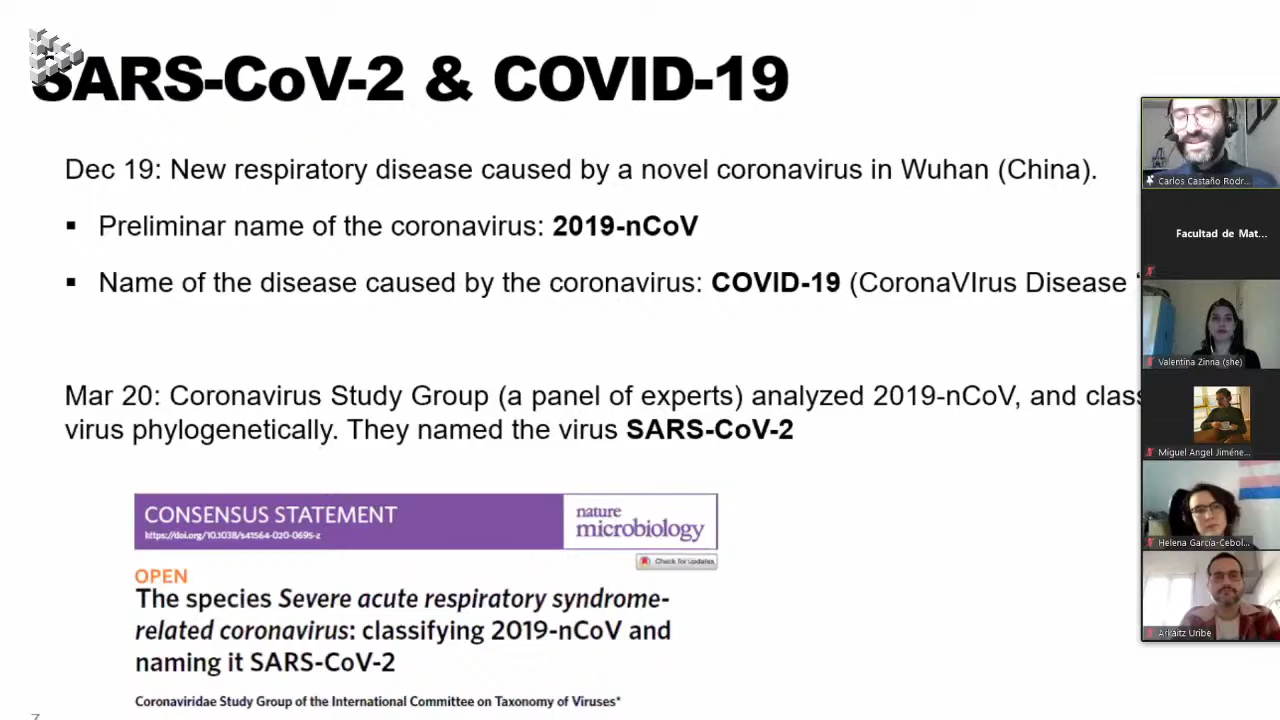 SARS-CoV-2 & COVID-19
Dec 19: New respiratory disease caused by a novel coronavirus in Wuhan (China).
▪ Preliminar name of the coronavirus: 2019-nCoV
▪ Name of the disease caused by the coronavirus: COVID-19 (CoronaVIrus Disease
Mar 20: Coronavirus Study Group (a panel of experts) analyzed 2019-nCoV, and class
virus phylogenetically. They named the virus SARS-CoV-2
CONSENSUS STATEMENT
https://doi.org/10.1038/s41564-020-0695-z
nature
microbiology
Check for updates
OPEN
The species Severe acute respiratory syndrome-
related coronavirus: classifying 2019-nCoV and
naming it SARS-CoV-2
Coronaviridae Study Group of the International Committee on Taxonomy of Viruses*
7
Carlos Castaño Rodr...
Facultad de Mat...
Valentina Zinna (she)
Miguel Angel Jiméne...
Helena García-Cebol...
Arkaitz Uribe